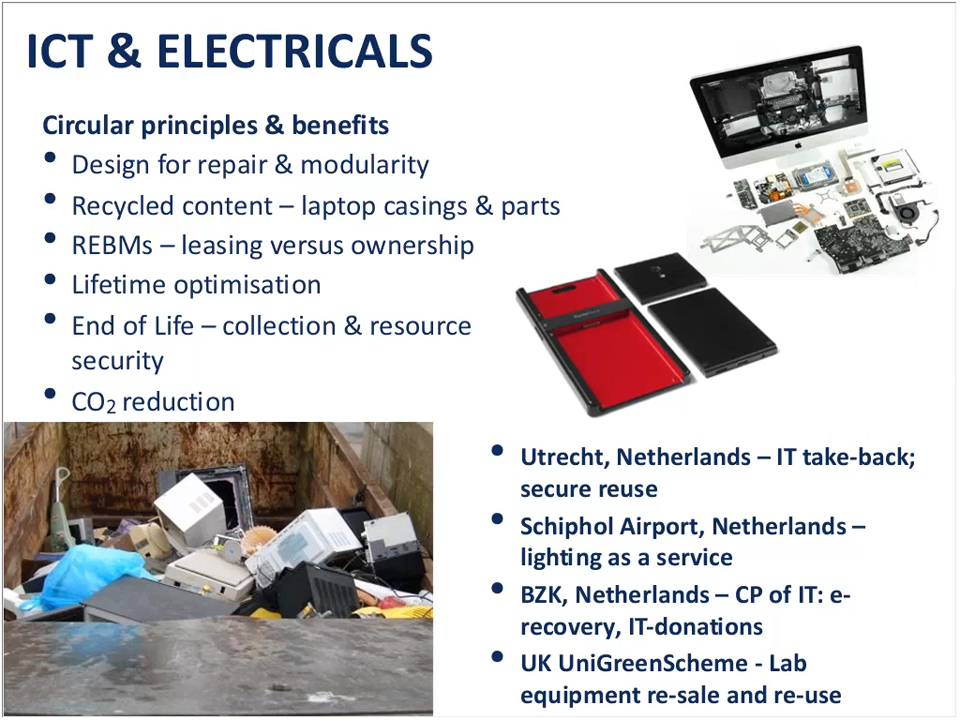 ICT & ELECTRICALS
Circular principles & benefits
• Design for repair & modularity
• Recycled content – laptop casings & parts
• REBMs – leasing versus ownership
• Lifetime optimisation
• End of Life – collection & resource
security
• CO₂ reduction
• Utrecht, Netherlands – IT take-back;
secure reuse
• Schiphol Airport, Netherlands –
lighting as a service
• BZK, Netherlands – CP of IT: e-
recovery, IT-donations
• UK UniGreenScheme - Lab
equipment re-sale and re-use